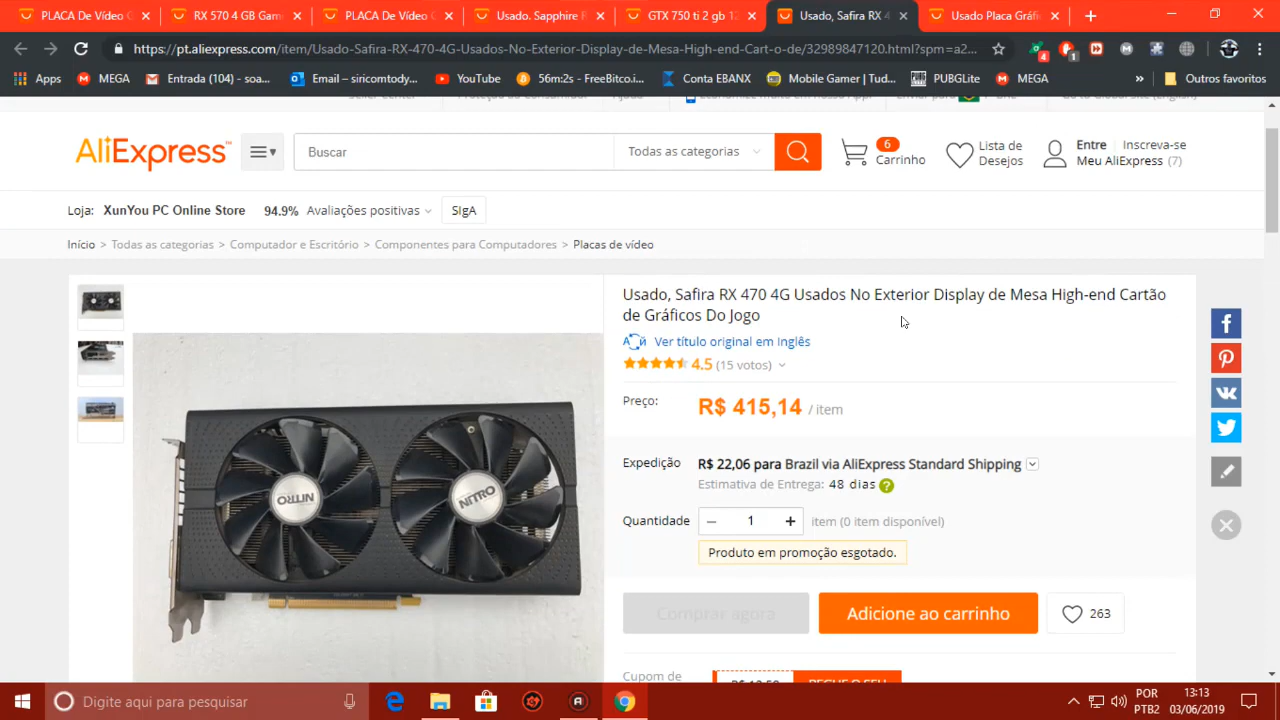 PLACA De Vídeo G
RX 570 4 GB Gam
PLACA De Vídeo G
Usado. Sapphire R
GTX 750 ti 2 gb 12
Usado, Safira RX 4
Usado Placa Gráfic
https://pt.aliexpress.com/item/Usado-Safira-RX-470-4G-Usados-No-Exterior-Display-de-Mesa-High-end-Cart-o-de/32989847120.html?spm=a2...
4
1
Apps
MEGA
Entrada (104) - soa...
Email – siricomtody...
YouTube
56m:2s - FreeBitco.i...
Conta EBANX
Mobile Gamer | Tud...
PUBGLite
MEGA
»
Outros favoritos
AliExpress™
Buscar
Todas as categorias
6
Carrinho
Lista de
Desejos
Entre
Inscreva-se
Meu AliExpress (7)
Loja: XunYou PC Online Store 94.9% Avaliações positivas SIgA
Início > Todas as categorias > Computador e Escritório > Componentes para Computadores > Placas de vídeo
Usado, Safira RX 470 4G Usados No Exterior Display de Mesa High-end Cartão
de Gráficos Do Jogo
Ver título original em Inglês
4.5 (15 votos)
Preço: R$ 415,14 / item
Expedição R$ 22,06 para Brazil via AliExpress Standard Shipping
Estimativa de Entrega: 48 dias ?
Quantidade − 1 + item (0 item disponível)
Produto em promoção esgotado.
Comprar agora
Adicione ao carrinho
263
Cupom de
NITRO
NITRO
Digite aqui para pesquisar
POR
PTB2
13:13
03/06/2019